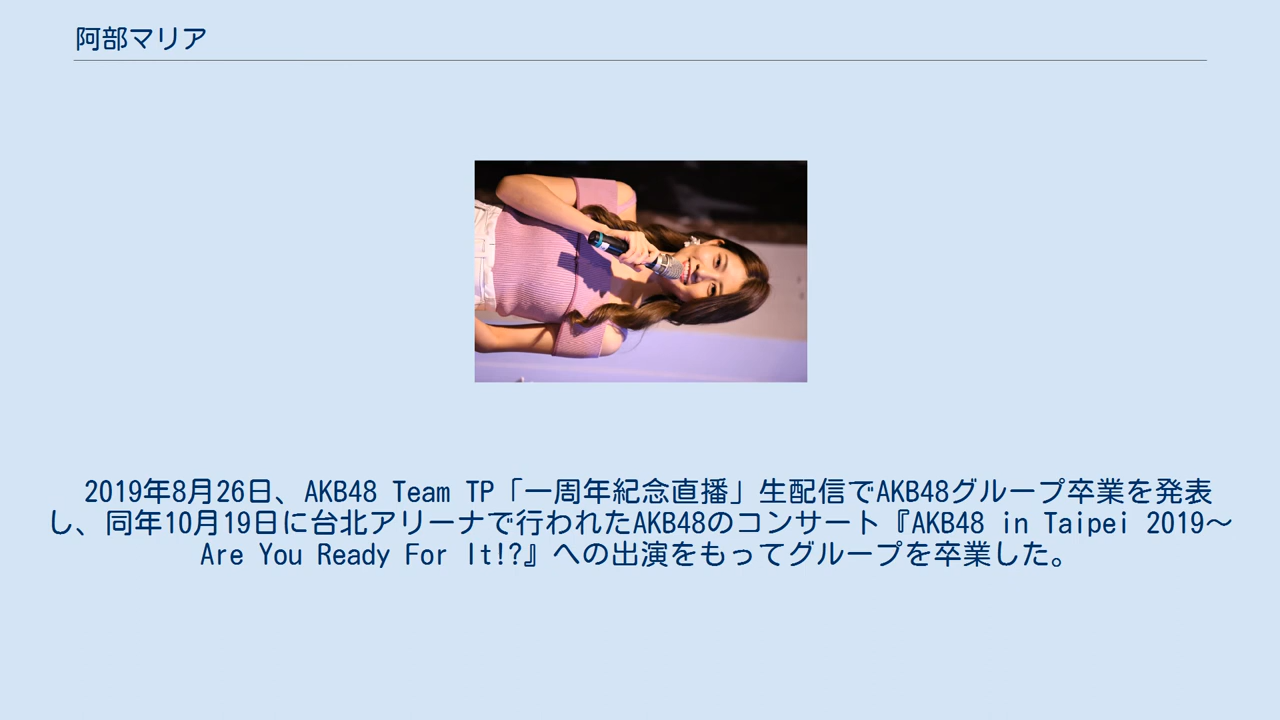 阿部マリア
2019年8月26日、AKB48 Team TP「一周年紀念直播」生配信でAKB48グループ卒業を発表
し、同年10月19日に台北アリーナで行われたAKB48のコンサート『AKB48 in Taipei 2019～
Are You Ready For It!?』への出演をもってグループを卒業した。